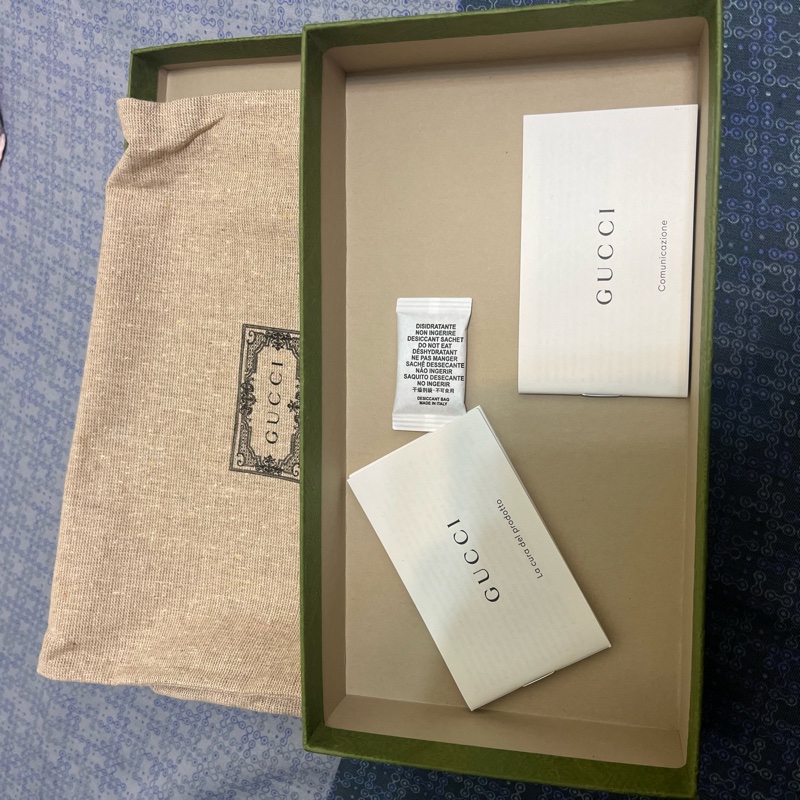 GUCCI
GUCCI
Comunicazione
DISIDRATANTE
NON INGERIRE
DESICCANT SACHET
DO NOT EAT
DÉSHYDRATANT
NE PAS MANGER
SACHÊ DESSECANTE
NÃO INGERIR
SAQUITO DESECANTE
NO INGERIR
干燥剂袋·不可食用
DESICCANT BAG
MADE IN ITALY
GUCCI
La cura del prodotto